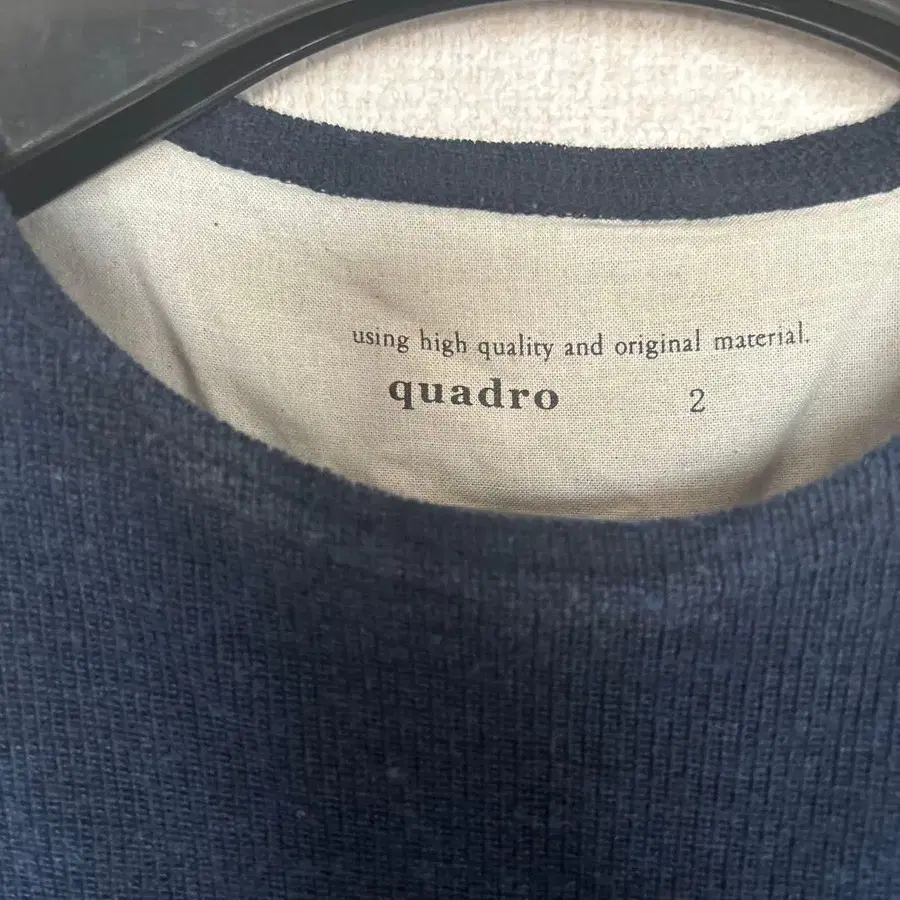 using high quality and original material.
quadro 2